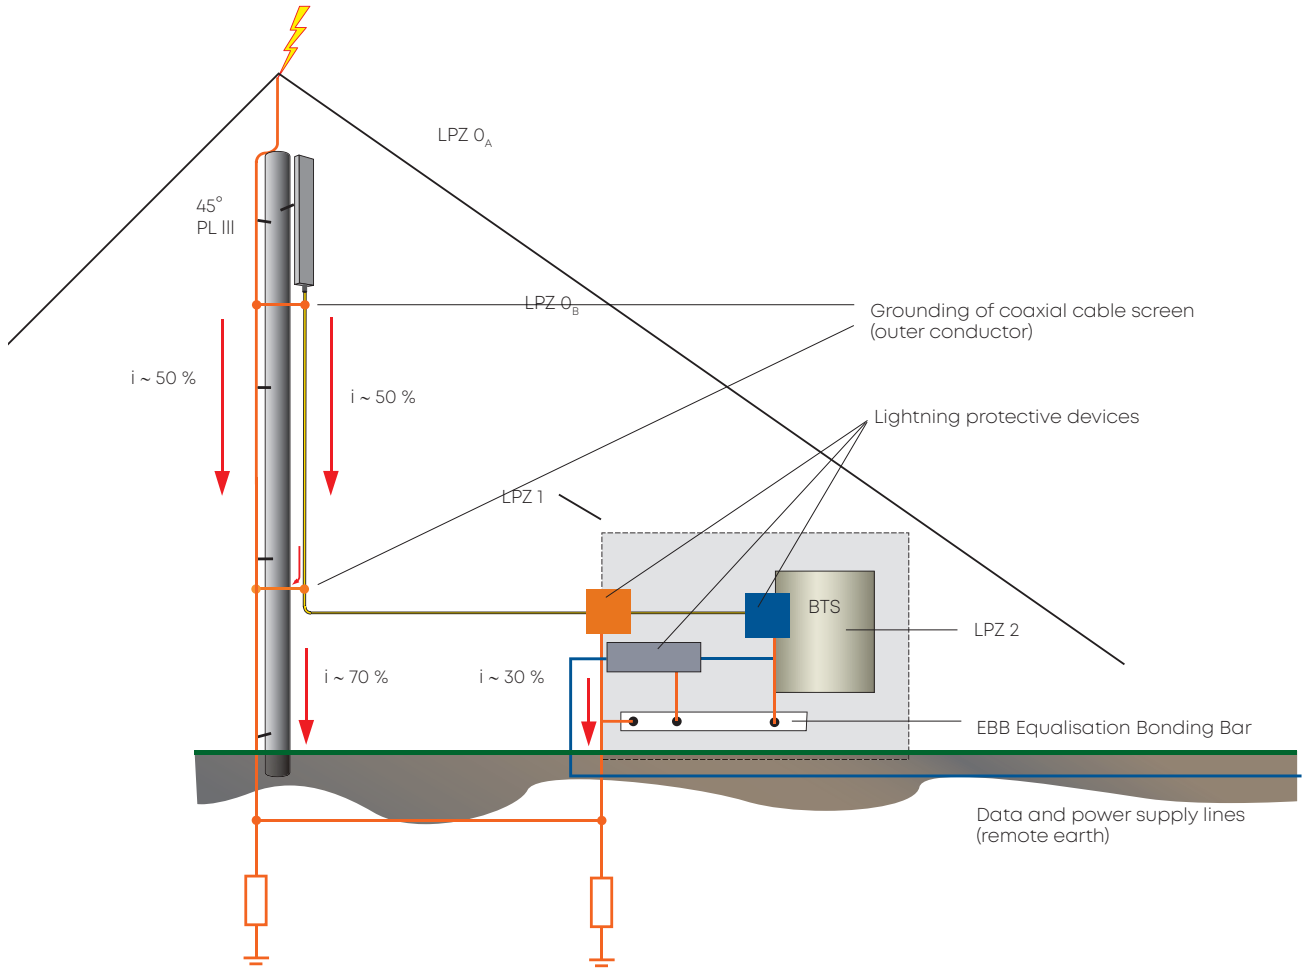 LPZ 0A
45°
PL III
LPZ 0B
Grounding of coaxial cable screen
(outer conductor)
i ~ 50 %
i ~ 50 %
Lightning protective devices
LPZ 1
BTS
LPZ 2
i ~ 70 %
i ~ 30 %
EBB Equalisation Bonding Bar
Data and power supply lines
(remote earth)